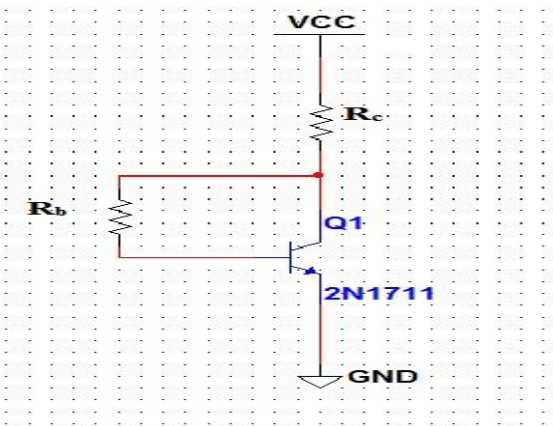 VCC
Rc
Rb
Q1
2N1711
GND